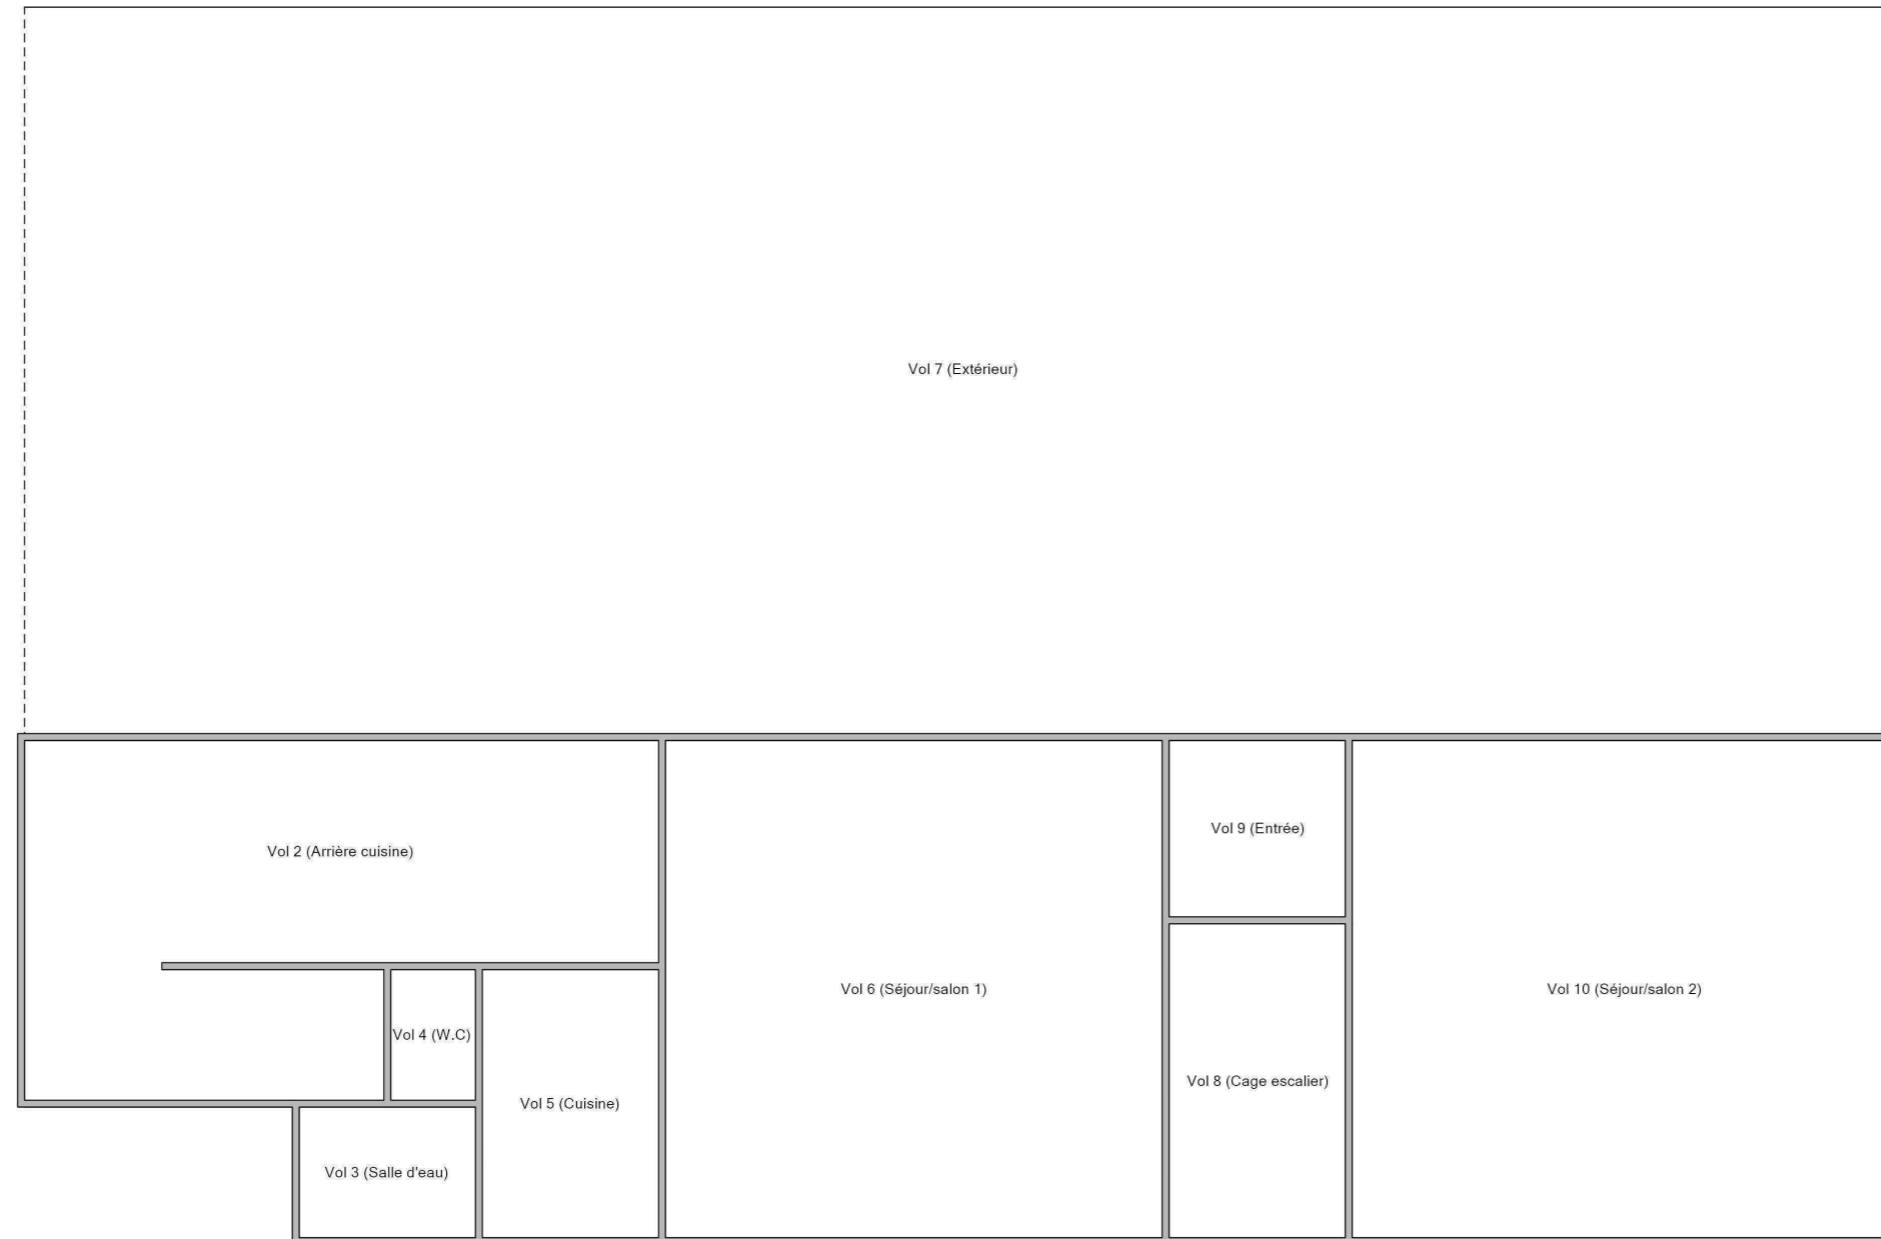 Vol 7 (Extérieur)
Vol 9 (Entrée)
Vol 2 (Arrière cuisine)
Vol 6 (Séjour/salon 1)
Vol 10 (Séjour/salon 2)
Vol 4 (W.C)
Vol 8 (Cage escalier)
Vol 5 (Cuisine)
Vol 3 (Salle d'eau)